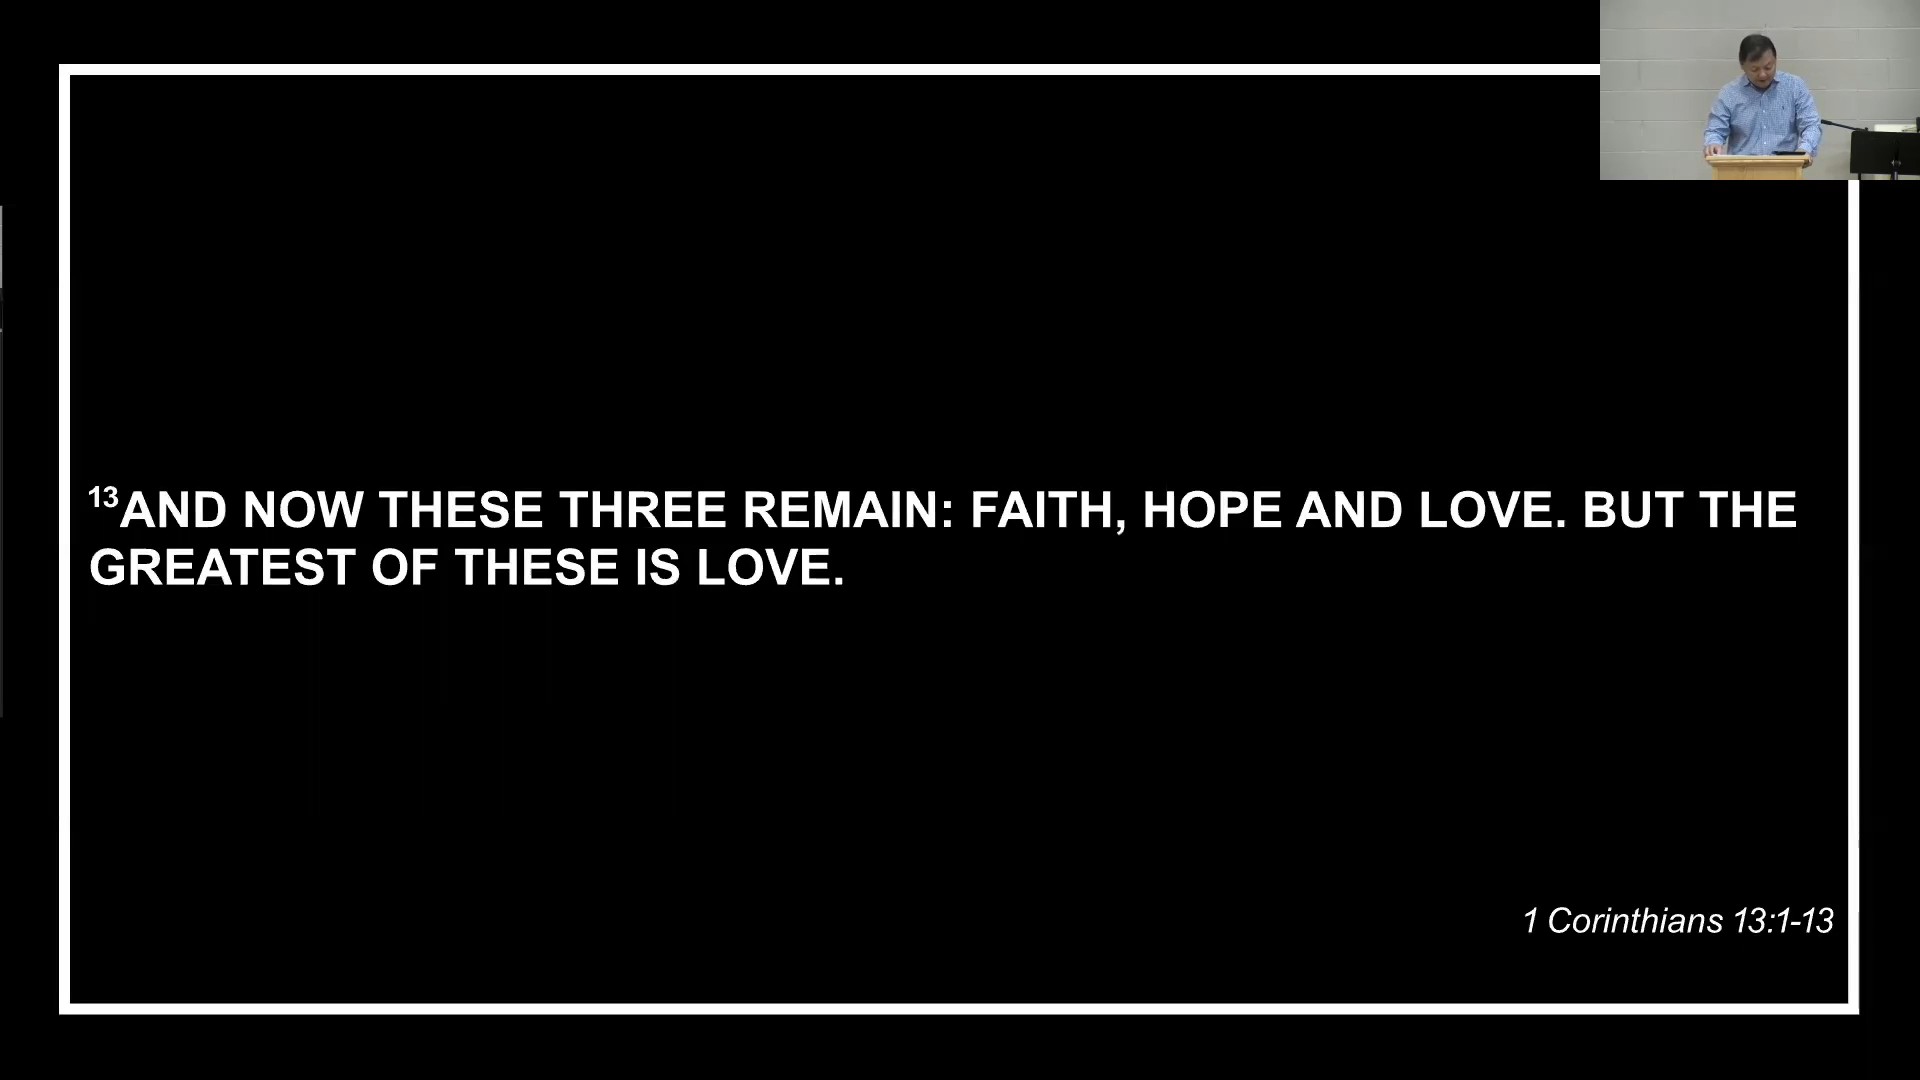 ¹³AND NOW THESE THREE REMAIN: FAITH, HOPE AND LOVE. BUT THE
GREATEST OF THESE IS LOVE.
1 Corinthians 13:1-13